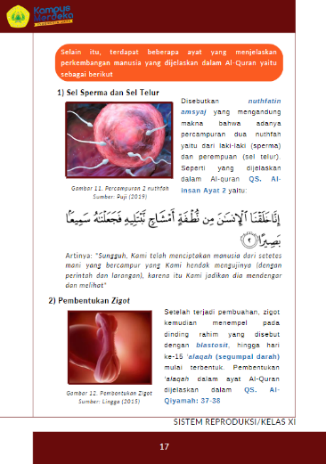 Kampus
Merdeka
Selain itu, terdapat beberapa ayat yang menjelaskan
perkembangan manusia yang dijelaskan dalam Al-Quran yaitu
sebagai berikut
1) Sel Sperma dan Sel Telur
Disebutkan nuthfatin
amsyaj yang mengandung
makna bahwa adanya
percampuran dua nuthfah
yaitu dari laki-laki (sperma)
dan perempuan (sel telur).
Seperti yang dijelaskan
dalam Al-quran QS. Al-
Insan Ayat 2 yaitu:
Gambar 11. Percampuran 2 nuthfah
Sumber: Puji (2019)
إِنَّا خَلَقْنَا الْإِنسَٰنَ مِن نُّطْفَةٍ أَمْشَاجٍ نَّبْتَلِيهِ فَجَعَلْنَٰهُ سَمِيعًۢا
بَصِيرًا ﴿٢﴾
Artinya: "Sungguh, Kami telah menciptakan manusia dari setetes
mani yang bercampur yang Kami hendak mengujinya (dengan
perintah dan larangan), karena itu Kami jadikan dia mendengar
dan melihat"
2) Pembentukan Zigot
Setelah terjadi pembuahan, zigot
kemudian menempel pada
dinding rahim yang disebut
dengan blastosit, hingga hari
ke-15 'alaqah (segumpal darah)
mulai terbentuk. Pembentukan
'alaqah dalam ayat Al-Quran
dijelaskan dalam QS. Al-
Qiyamah: 37-38
Gambar 12. Pembentukan Zigot
Sumber: Lingga (2015)
SISTEM REPRODUKSI/KELAS XI
17